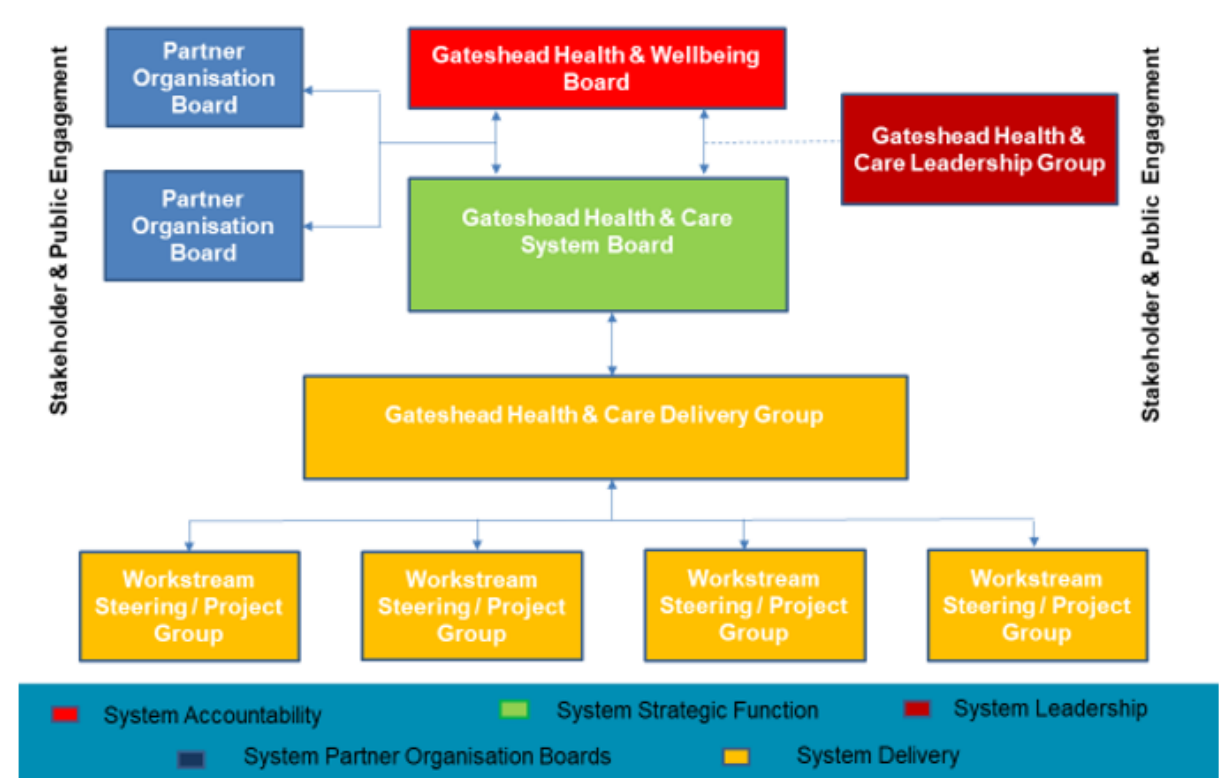 Stakeholder & Public Engagement
Partner
Organisation
Board
Gateshead Health & Wellbeing
Board
Gateshead Health &
Care Leadership Group
Stakeholder & Public Engagement
Partner
Organisation
Board
Gateshead Health & Care
System Board
Gateshead Health & Care Delivery Group
Workstream
Steering / Project
Group
Workstream
Steering / Project
Group
Workstream
Steering / Project
Group
Workstream
Steering / Project
Group
System Accountability
System Strategic Function
System Leadership
System Partner Organisation Boards
System Delivery